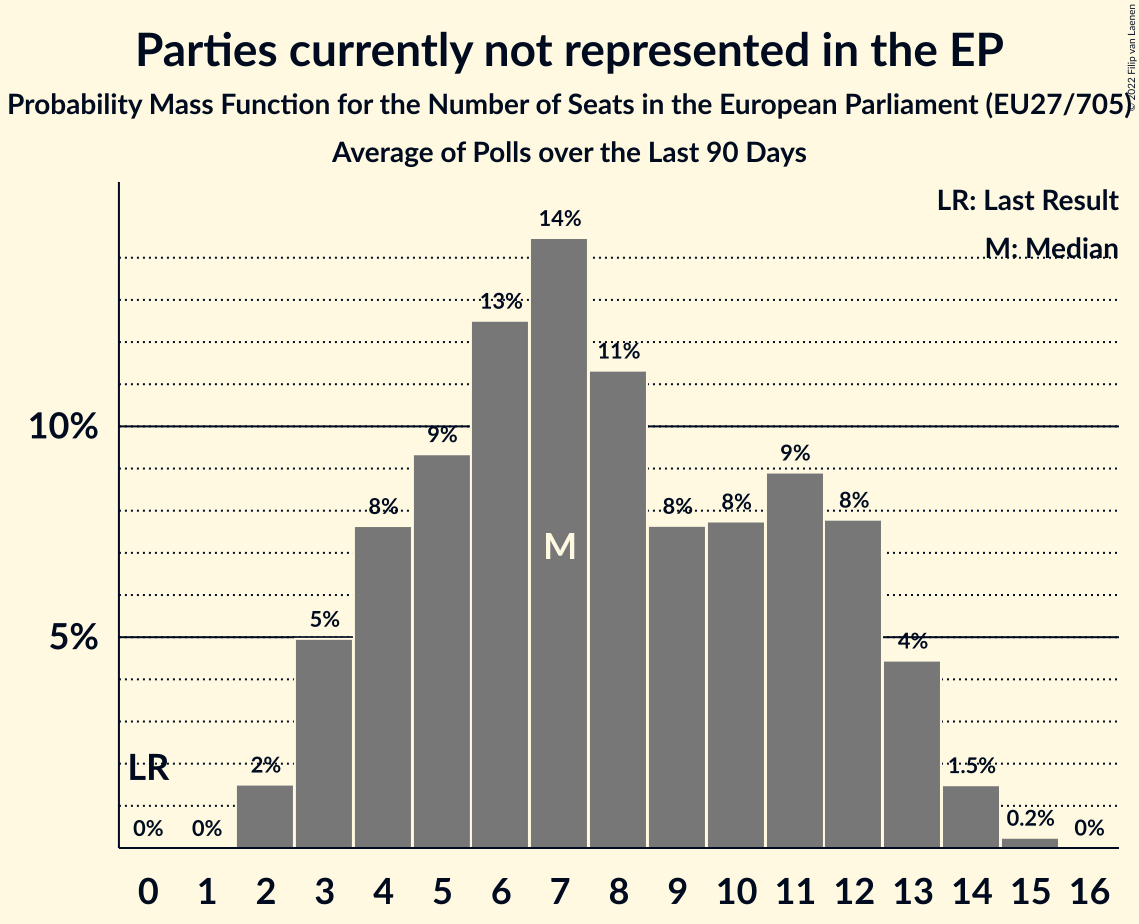 Parties currently not represented in the EP
Probability Mass Function for the Number of Seats in the European Parliament (EU27/705)
Average of Polls over the Last 90 Days
© 2022 Filip van Laenen
LR: Last Result
M: Median
10%
5%
LR
M
0%
0%
2%
5%
8%
9%
13%
14%
11%
8%
8%
9%
8%
4%
1.5%
0.2%
0%
0 1 2 3 4 5 6 7 8 9 10 11 12 13 14 15 16